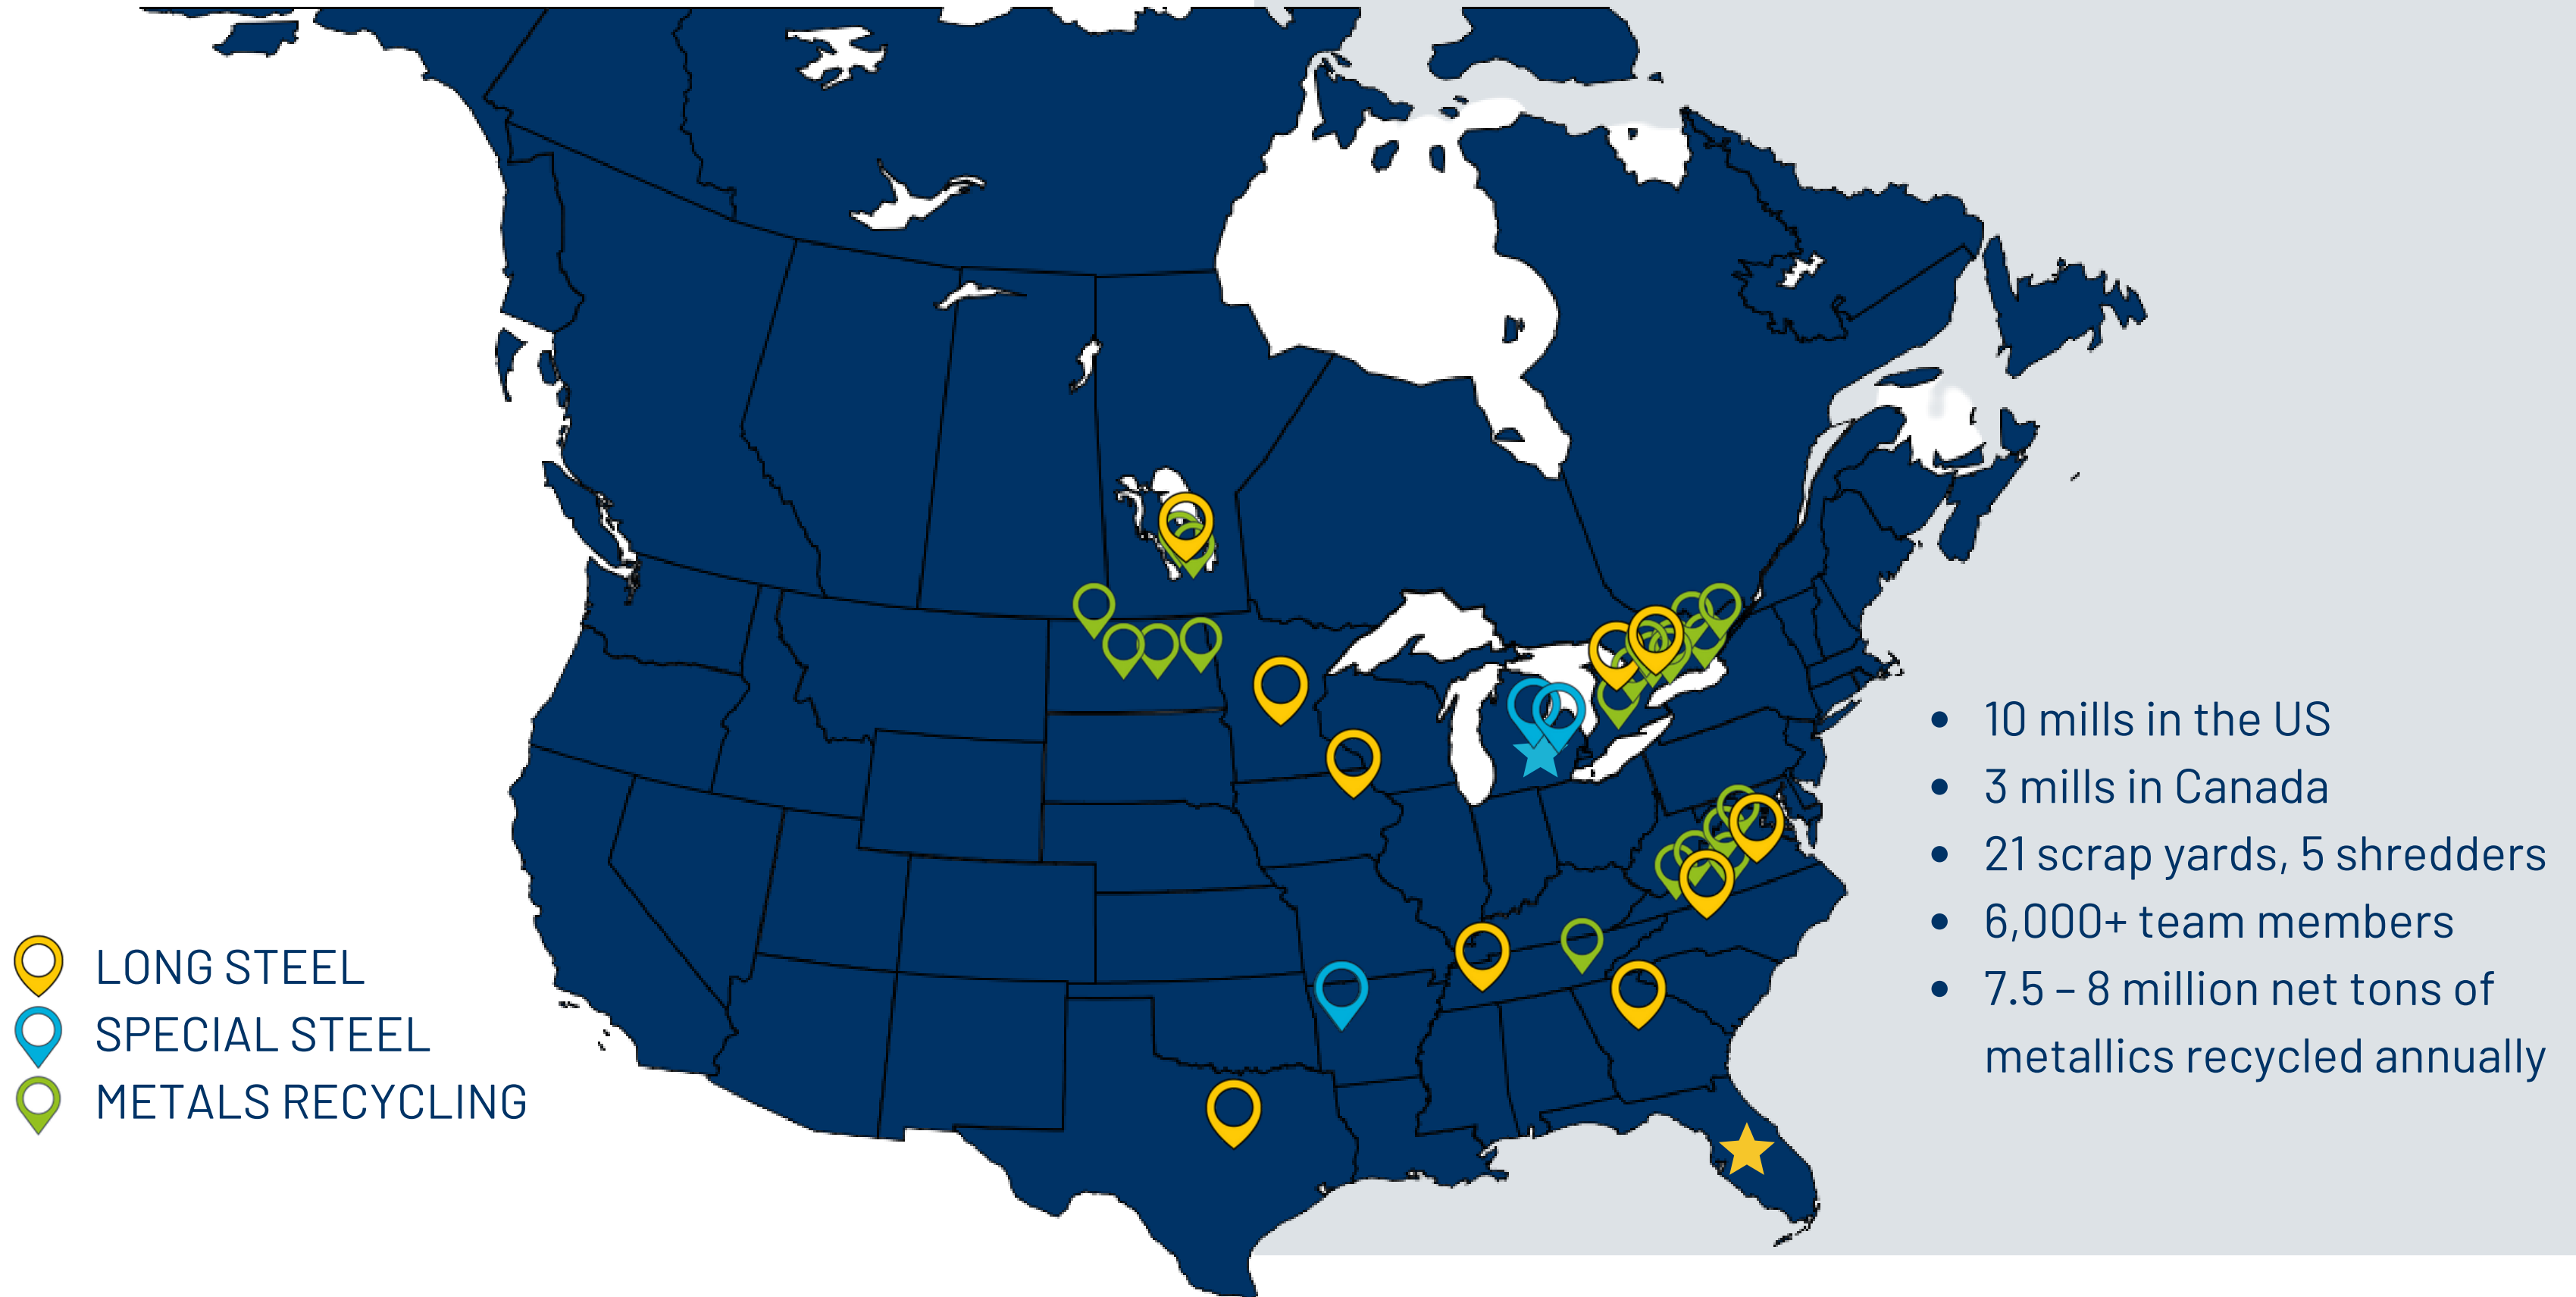 LONG STEEL
SPECIAL STEEL
METALS RECYCLING
• 10 mills in the US
• 3 mills in Canada
• 21 scrap yards, 5 shredders
• 6,000+ team members
• 7.5 – 8 million net tons of
metallics recycled annually